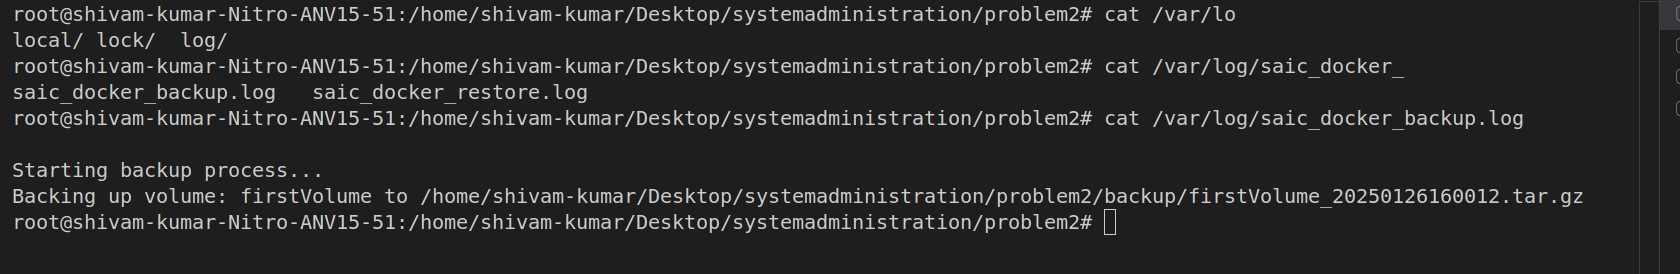 root@shivam-kumar-Nitro-ANV15-51:/home/shivam-kumar/Desktop/systemadministration/problem2# cat /var/lo
local/ lock/  log/
root@shivam-kumar-Nitro-ANV15-51:/home/shivam-kumar/Desktop/systemadministration/problem2# cat /var/log/saic_docker_
saic_docker_backup.log   saic_docker_restore.log
root@shivam-kumar-Nitro-ANV15-51:/home/shivam-kumar/Desktop/systemadministration/problem2# cat /var/log/saic_docker_backup.log
Starting backup process...
Backing up volume: firstVolume to /home/shivam-kumar/Desktop/systemadministration/problem2/backup/firstVolume_20250126160012.tar.gz
root@shivam-kumar-Nitro-ANV15-51:/home/shivam-kumar/Desktop/systemadministration/problem2#